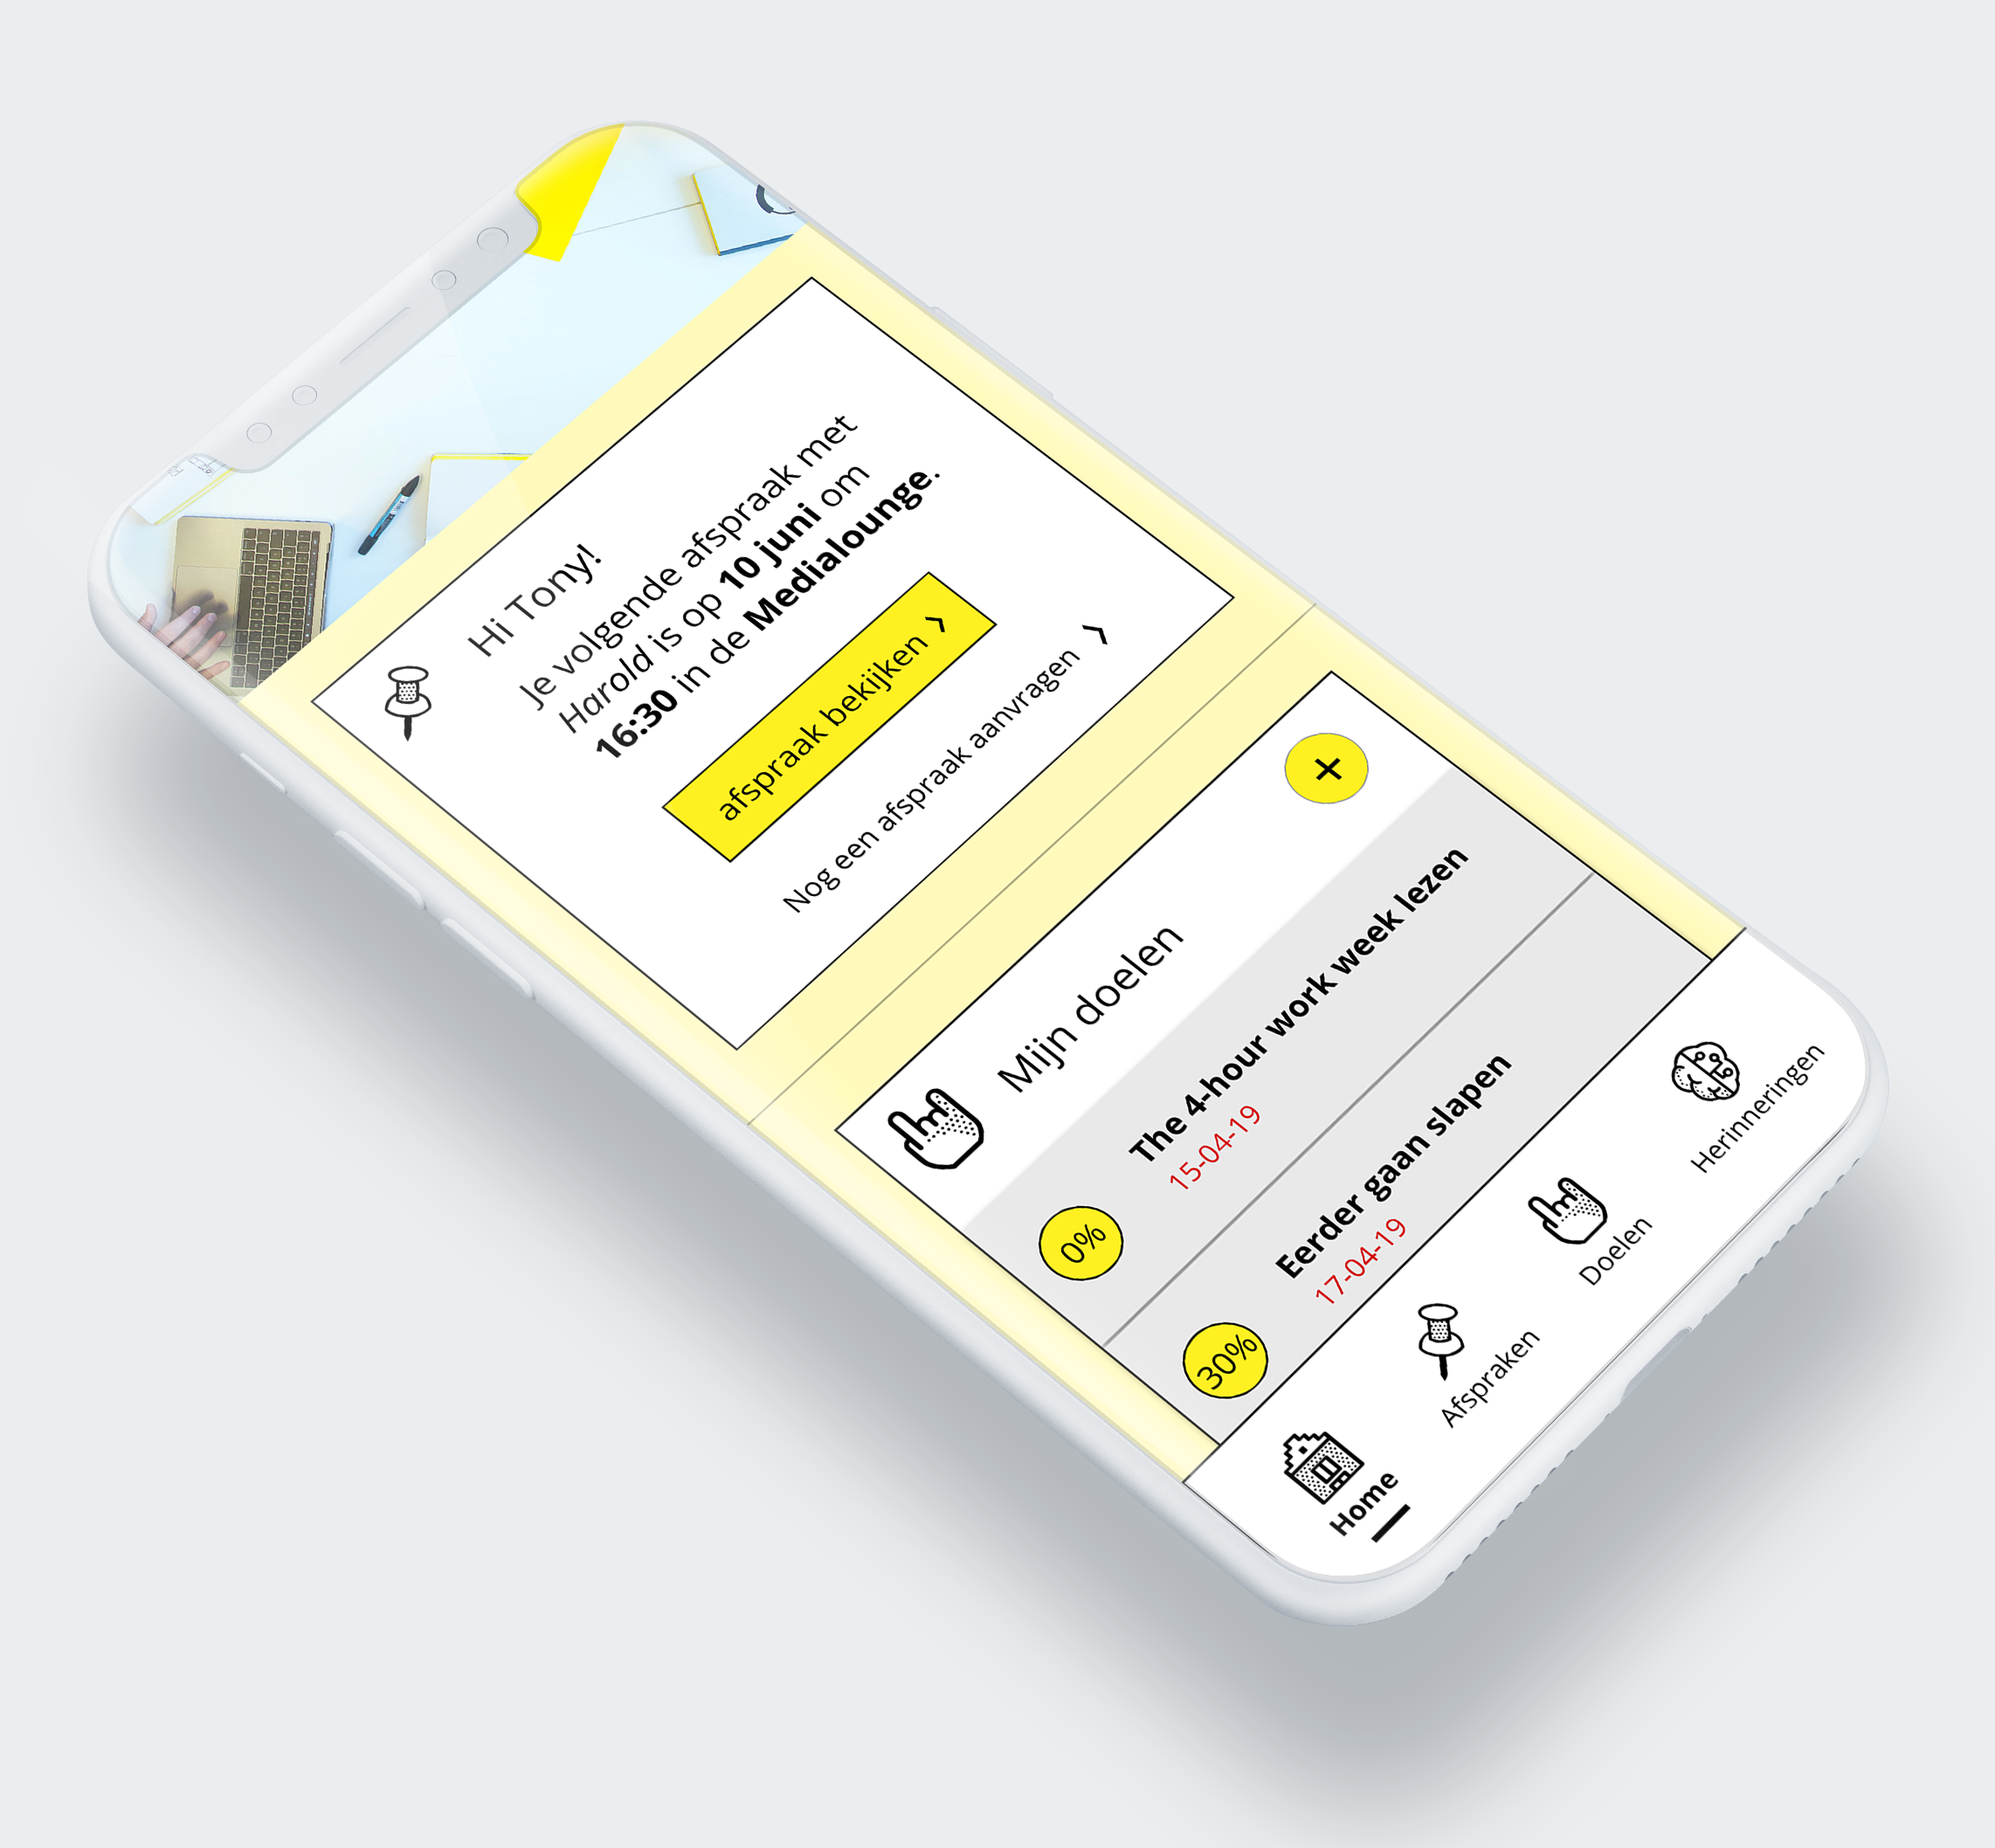 Hi Tony!
Je volgende afspraak met
Harold is op 10 juni om
16:30 in de Medialounge.
afspraak bekijken
Nog een afspraak aanvragen
Mijn doelen
0%
The 4-hour work week lezen
15-04-19
30%
Eerder gaan slapen
17-04-19
Home
Afspraken
Doelen
Herinneringen